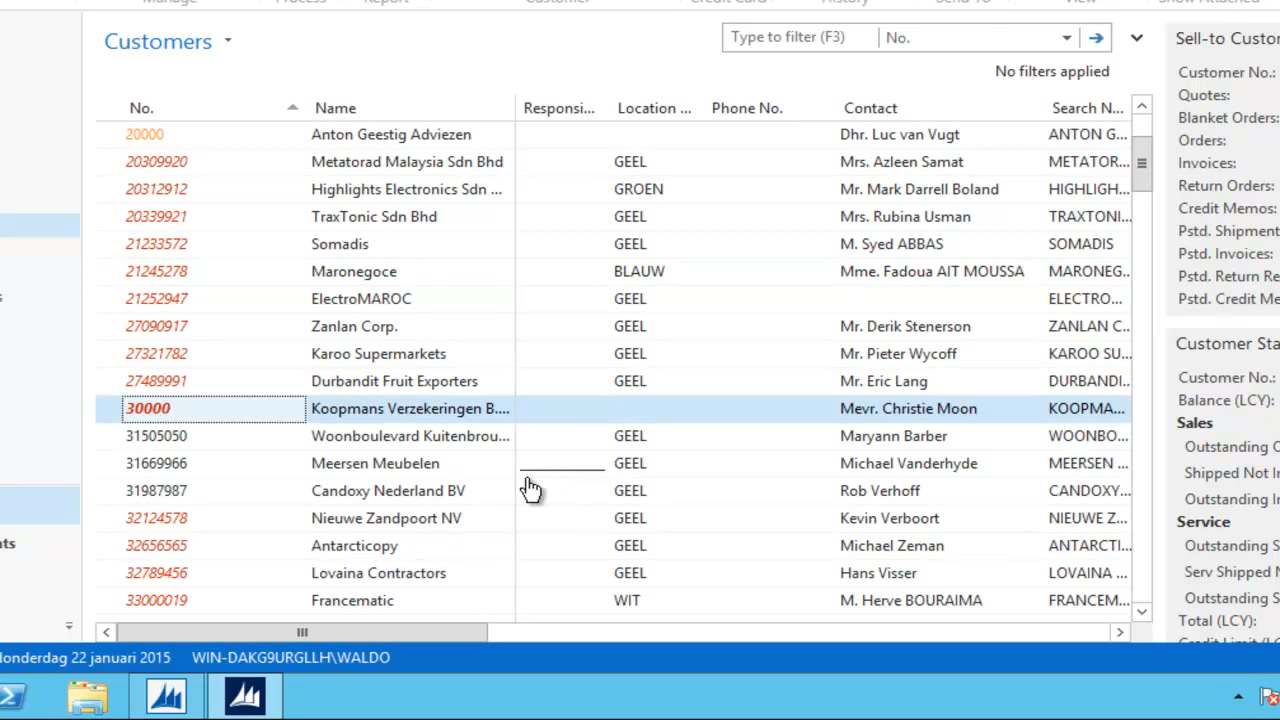 Customers
Type to filter (F3) No.
No filters applied
No. Name Responsi... Location ... Phone No. Contact Search N...
20000 Anton Geestig Adviezen Dhr. Luc van Vugt ANTON G...
20309920 Metatorad Malaysia Sdn Bhd GEEL Mrs. Azleen Samat METATOR...
20312912 Highlights Electronics Sdn ... GROEN Mr. Mark Darrell Boland HIGHLIGH...
20339921 TraxTonic Sdn Bhd GEEL Mrs. Rubina Usman TRAXTONI...
21233572 Somadis GEEL M. Syed ABBAS SOMADIS
21245278 Maronegoce BLAUW Mme. Fadoua AIT MOUSSA MARONEG...
21252947 ElectroMAROC GEEL ELECTRO...
27090917 Zanlan Corp. GEEL Mr. Derik Stenerson ZANLAN C...
27321782 Karoo Supermarkets GEEL Mr. Pieter Wycoff KAROO SU...
27489991 Durbandit Fruit Exporters GEEL Mr. Eric Lang DURBANDI...
30000 Koopmans Verzekeringen B.... Mevr. Christie Moon KOOPMA...
31505050 Woonboulevard Kuitenbrou... GEEL Maryann Barber WOONBO...
31669966 Meersen Meubelen GEEL Michael Vanderhyde MEERSEN ...
31987987 Candoxy Nederland BV GEEL Rob Verhoff CANDOXY...
32124578 Nieuwe Zandpoort NV GEEL Kevin Verboort NIEUWE Z...
32656565 Antarcticopy GEEL Michael Zeman ANTARCTI...
32789456 Lovaina Contractors GEEL Hans Visser LOVAINA ...
33000019 Francematic WIT M. Herve BOURAIMA FRANCEM...
Sell-to Custo
Customer No.:
Quotes:
Blanket Orders:
Orders:
Invoices:
Return Orders:
Credit Memos:
Pstd. Shipment
Pstd. Invoices:
Pstd. Return Re
Pstd. Credit Me
Customer Sta
Customer No.:
Balance (LCY):
Sales
Outstanding O
Shipped Not In
Outstanding In
Service
Outstanding S
Serv Shipped N
Outstanding S
Total (LCY):
donderdag 22 januari 2015 WIN-DAKG9URGLLH\WALDO